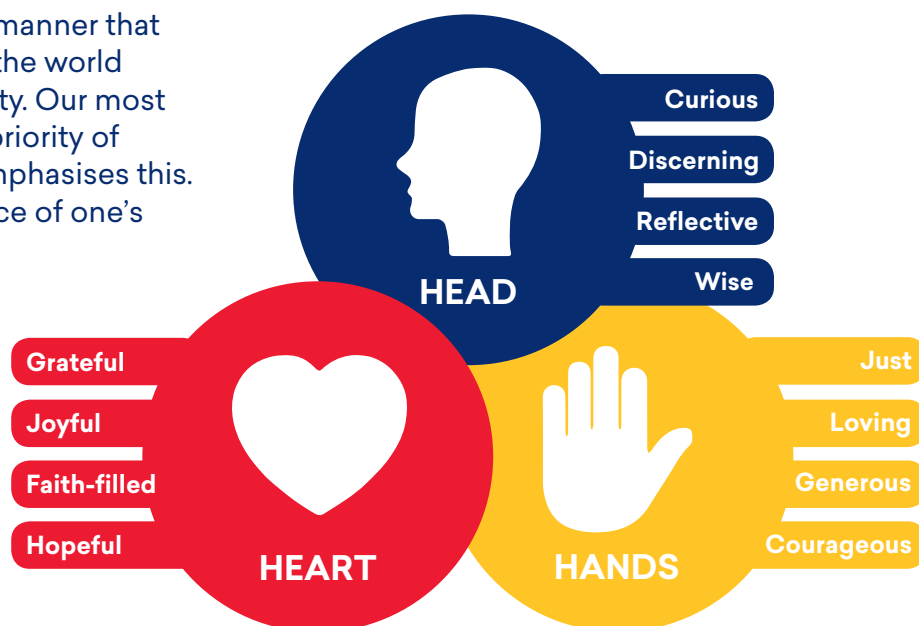 manner that
the world
ty. Our most
priority of
mphasises this.
ce of one’s
Curious
Discerning
Reflective
Wise
HEAD
Grateful
Joyful
Faith-filled
Hopeful
HEART
Just
Loving
Generous
Courageous
HANDS